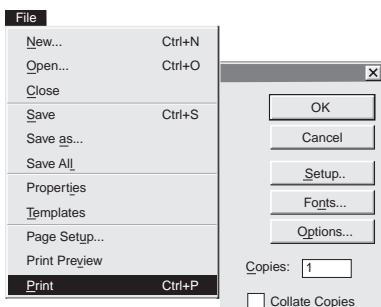 File
New... Ctrl+N
Open... Ctrl+O
Close
Save Ctrl+S
Save as...
Save All
Properties
Templates
Page Setup...
Print Preview
Print Ctrl+P
OK
Cancel
Setup..
Fonts...
Options...
Copies: 1
Collate Copies